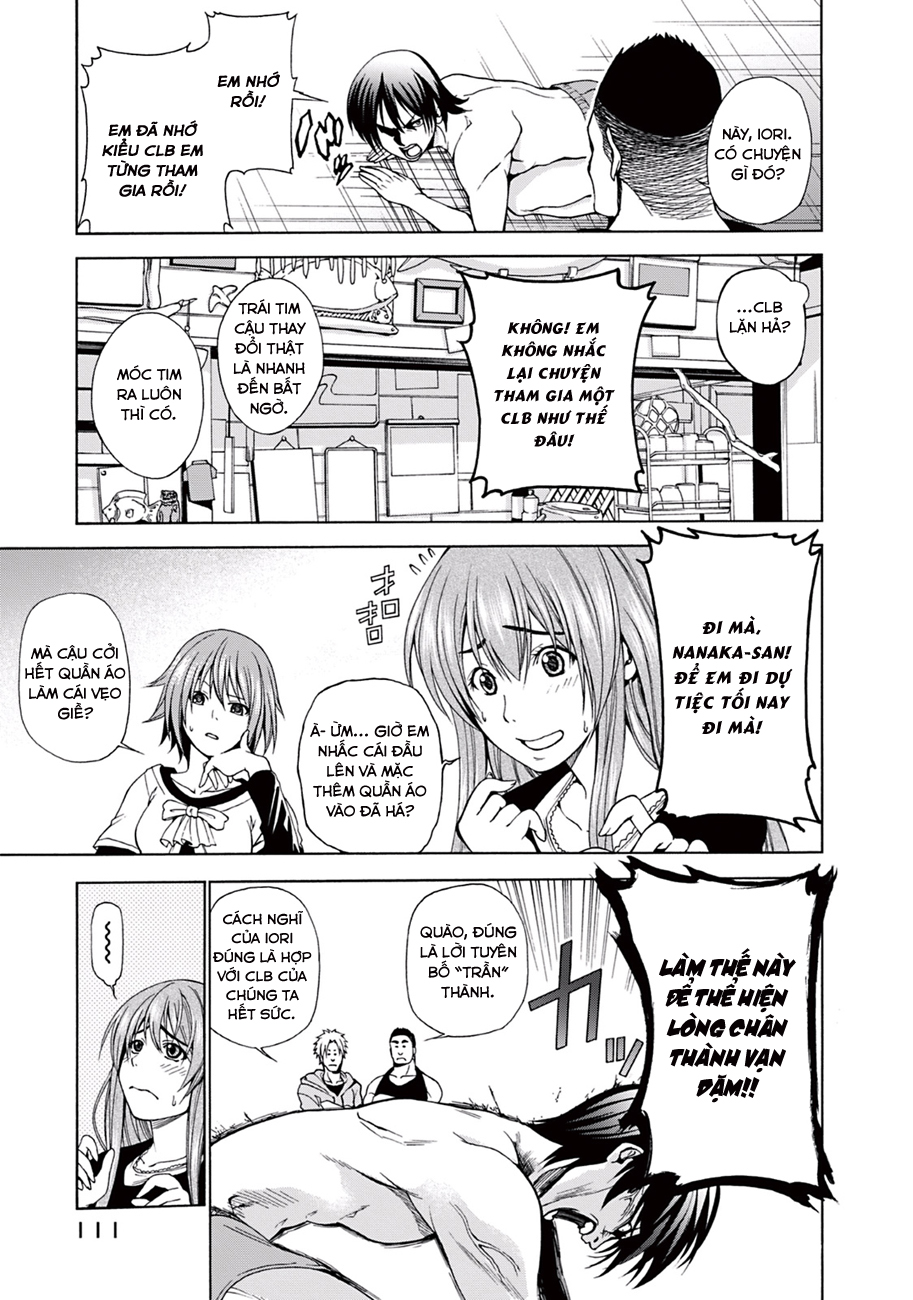 NÀY, IORI.
CÓ CHUYỆN
GÌ ĐÓ?
EM NHỚ
RỒI!
EM ĐÃ NHỚ
KIỂU CLB EM
TỪNG THAM
GIA RỒI!
...CLB
LẶN HẢ?
KHÔNG! EM
KHÔNG NHẮC
LẠI CHUYỆN
THAM GIA MỘT
CLB NHƯ THẾ
ĐÂU!
TRÁI TIM
CẬU THAY
ĐỔI THẬT
LÀ NHANH
ĐẾN BẤT
NGỜ.
MÓC TIM
RA LUÔN
THÌ CÓ.
ĐI MÀ,
NANAKA-SAN!
ĐỂ EM ĐI DỰ
TIỆC TỐI NAY
ĐI MÀ!
オロ
オロ
À- ỪM... GIỜ EM
NHẤC CÁI ĐẦU
LÊN VÀ MẶC
THÊM QUẦN ÁO
VÀO ĐÃ HÁ?
MÀ CẬU CỞI
HẾT QUẦN ÁO
LÀM CÁI VẸO
GIỀ?
LÀM THẾ NÀY
ĐỂ THỂ HIỆN
LÒNG CHÂN
THÀNH VẠN
DẶM!!
QUÀO, ĐÚNG
LÀ LỜI TUYÊN
BỐ “TRẦN”
THÀNH.
CÁCH NGHĨ
CỦA IORI
ĐÚNG LÀ HỢP
VỚI CLB CỦA
CHÚNG TA
HẾT SỨC.
111